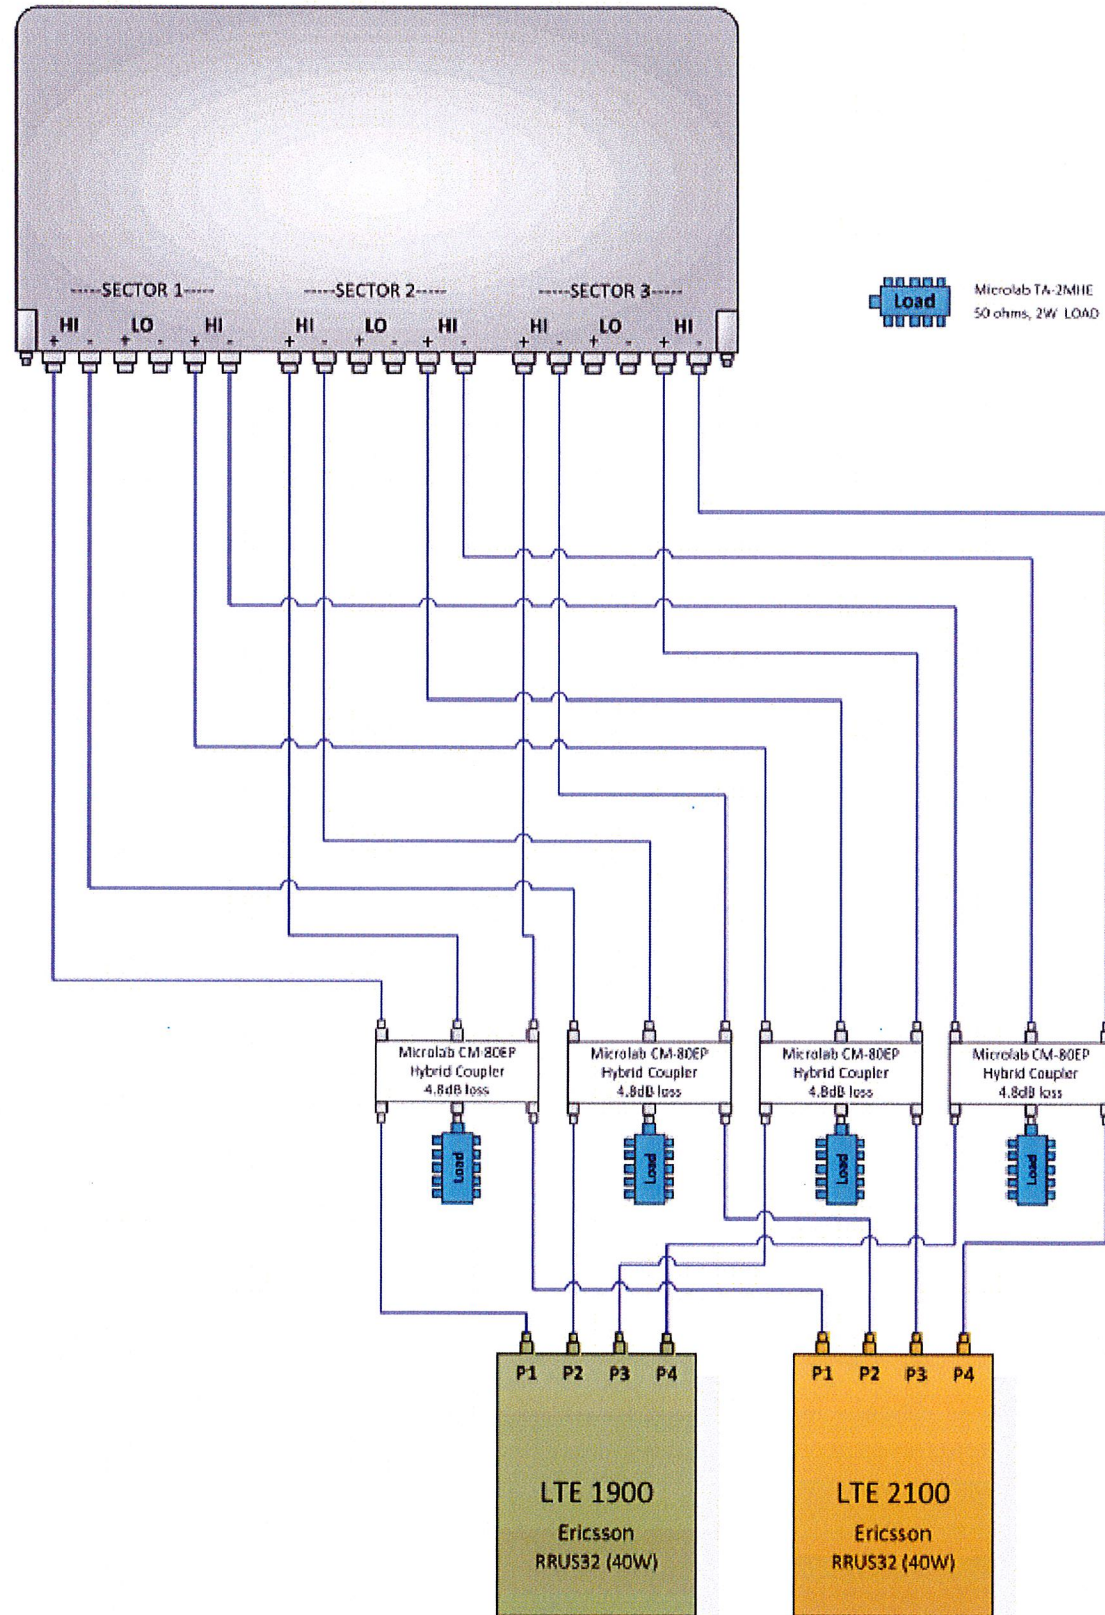 -----SECTOR 1-----
-----SECTOR 2-----
-----SECTOR 3-----
HI LO HI HI LO HI HI LO HI
+ - + - + - + - + - + - + - + - + -
Load
Microlab TA-2MHE
50 ohms, 2W LOAD
Microlab CM-80EP
Hybrid Coupler
4.8dB loss
Microlab CM-80EP
Hybrid Coupler
4.8dB loss
Microlab CM-80EP
Hybrid Coupler
4.8dB loss
Microlab CM-80EP
Hybrid Coupler
4.8dB loss
Load
Load
Load
Load
P1 P2 P3 P4
LTE 1900
Ericsson
RRUS32 (40W)
P1 P2 P3 P4
LTE 2100
Ericsson
RRUS32 (40W)